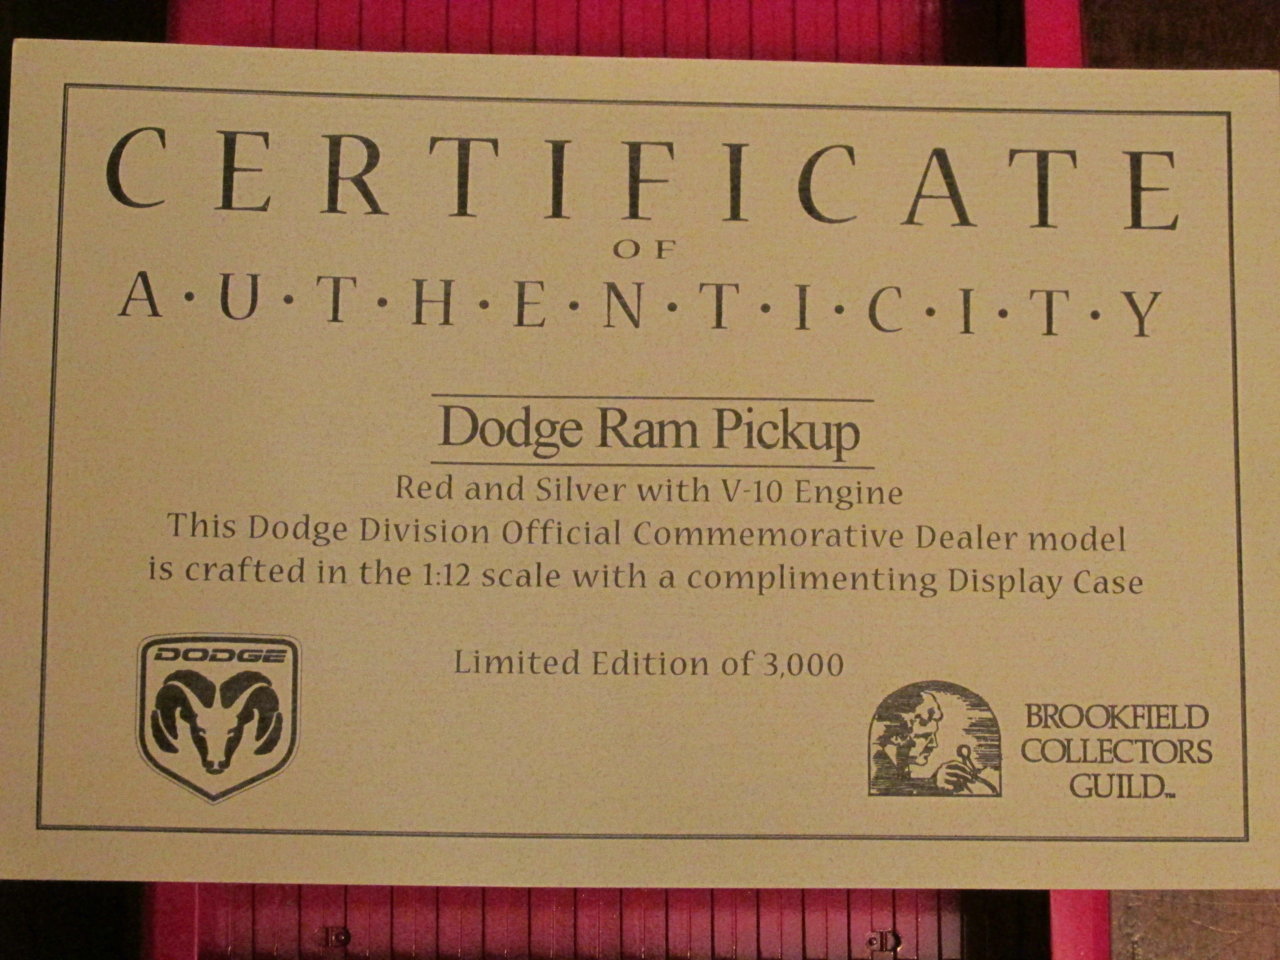 CERTIFICATE
OF
A·U·T·H·E·N·T·I·C·I·T·Y
Dodge Ram Pickup
Red and Silver with V-10 Engine
This Dodge Division Official Commemorative Dealer model
is crafted in the 1:12 scale with a complimenting Display Case
Limited Edition of 3,000
DODGE
BROOKFIELD
COLLECTORS
GUILD™